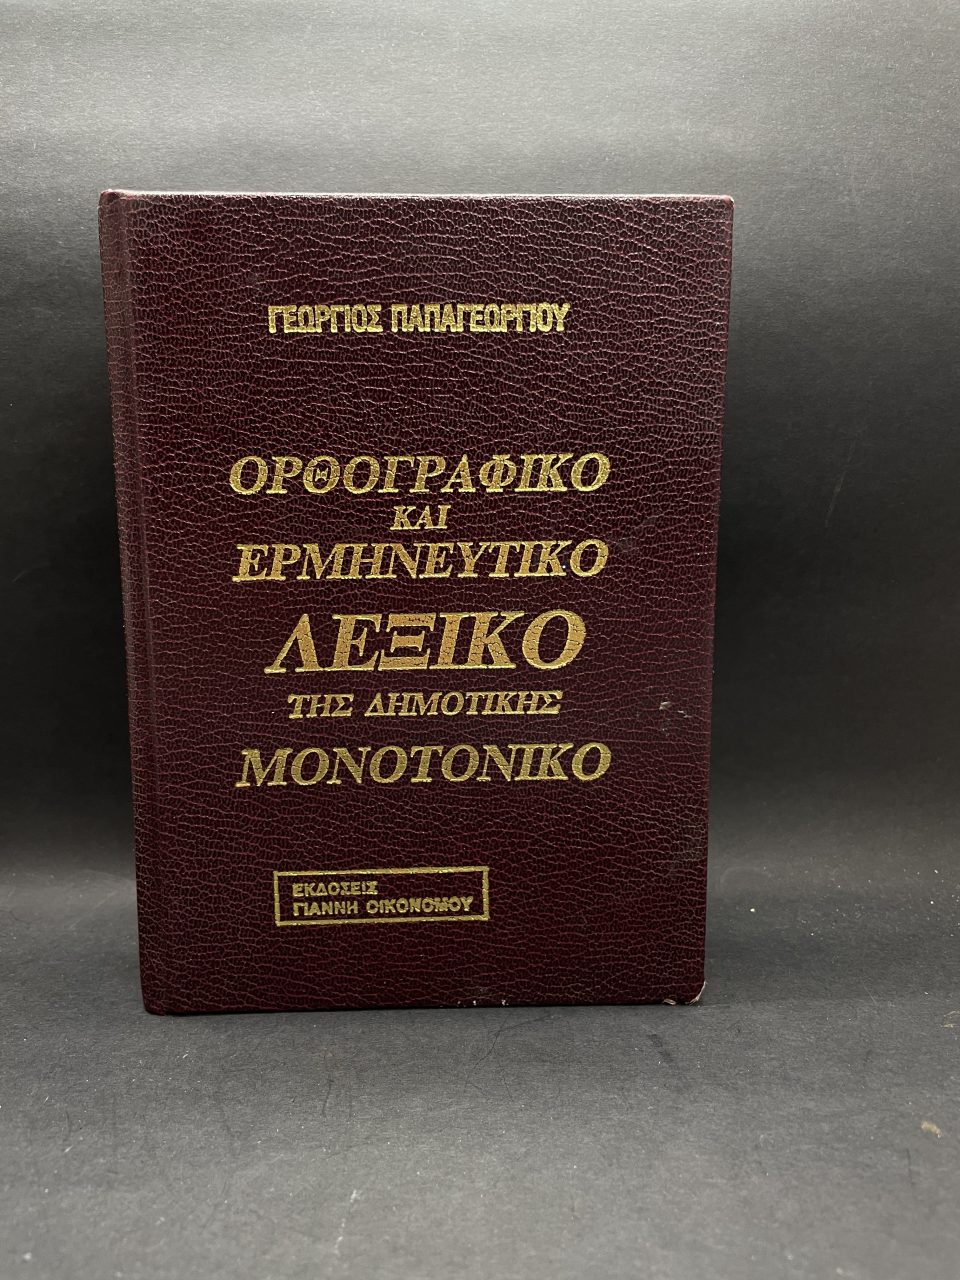 ΓΕΩΡΓΙΟΣ ΠΑΠΑΓΕΩΡΓΙΟΥ
ΟΡΘΟΓΡΑΦΙΚΟ
ΚΑΙ
ΕΡΜΗΝΕΥΤΙΚΟ
ΛΕΞΙΚΟ
ΤΗΣ ΔΗΜΟΤΙΚΗΣ
ΜΟΝΟΤΟΝΙΚΟ
ΕΚΔΟΣΕΙΣ
ΓΙΑΝΝΗ ΟΙΚΟΝΟΜΟΥ